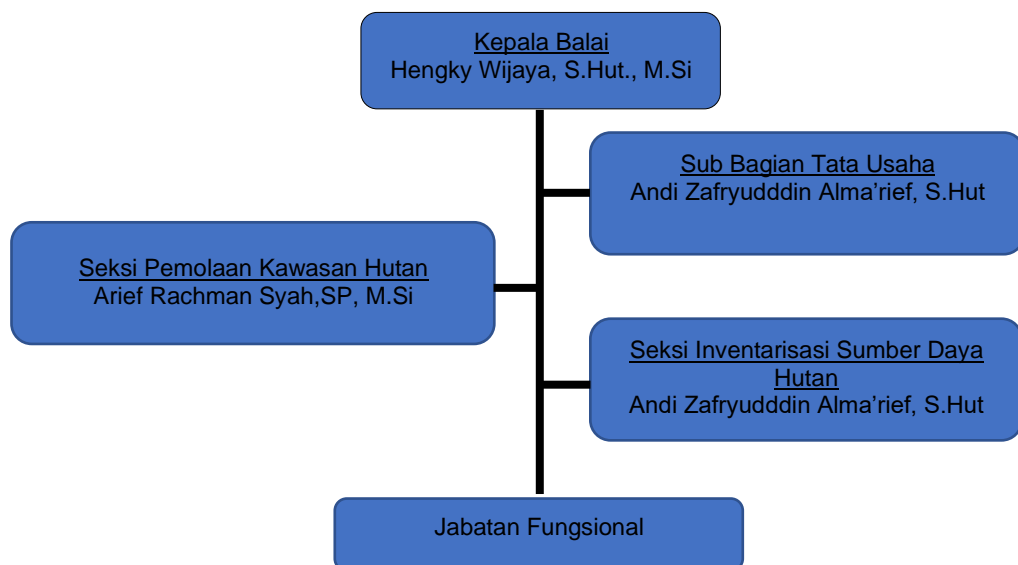 Kepala Balai
Hengky Wijaya, S.Hut., M.Si
Sub Bagian Tata Usaha
Andi Zafryudddin Alma’rief, S.Hut
Seksi Pemolaan Kawasan Hutan
Arief Rachman Syah,SP, M.Si
Seksi Inventarisasi Sumber Daya
Hutan
Andi Zafryudddin Alma’rief, S.Hut
Jabatan Fungsional